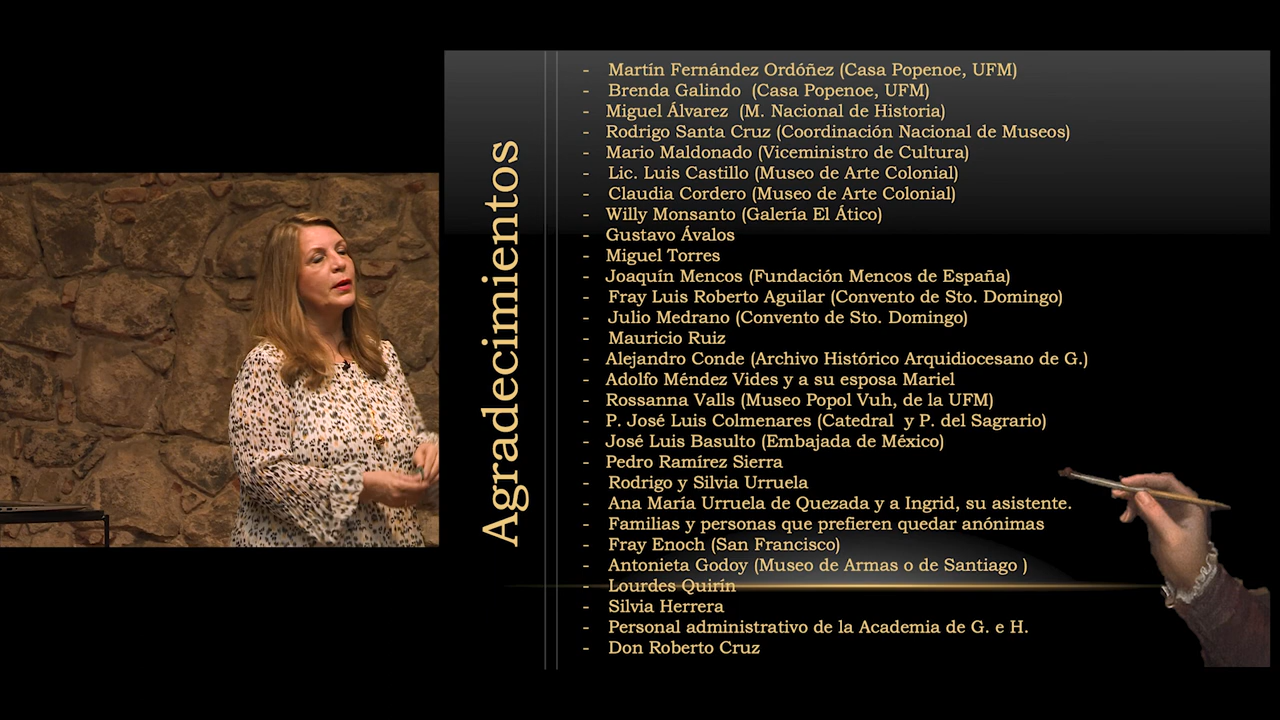 Agradecimientos
- Martín Fernández Ordóñez (Casa Popenoe, UFM)
- Brenda Galindo (Casa Popenoe, UFM)
- Miguel Álvarez (M. Nacional de Historia)
- Rodrigo Santa Cruz (Coordinación Nacional de Museos)
- Mario Maldonado (Viceministro de Cultura)
- Lic. Luis Castillo (Museo de Arte Colonial)
- Claudia Cordero (Museo de Arte Colonial)
- Willy Monsanto (Galería El Ático)
- Gustavo Ávalos
- Miguel Torres
- Joaquín Mencos (Fundación Mencos de España)
- Fray Luis Roberto Aguilar (Convento de Sto. Domingo)
- Julio Medrano (Convento de Sto. Domingo)
- Mauricio Ruiz
- Alejandro Conde (Archivo Histórico Arquidiocesano de G.)
- Adolfo Méndez Vides y a su esposa Mariel
- Rossanna Valls (Museo Popol Vuh, de la UFM)
- P. José Luis Colmenares (Catedral y P. del Sagrario)
- José Luis Basulto (Embajada de México)
- Pedro Ramírez Sierra
- Rodrigo y Silvia Urruela
- Ana María Urruela de Quezada y a Ingrid, su asistente.
- Familias y personas que prefieren quedar anónimas
- Fray Enoch (San Francisco)
- Antonieta Godoy (Museo de Armas o de Santiago )
- Lourdes Quirín
- Silvia Herrera
- Personal administrativo de la Academia de G. e H.
- Don Roberto Cruz